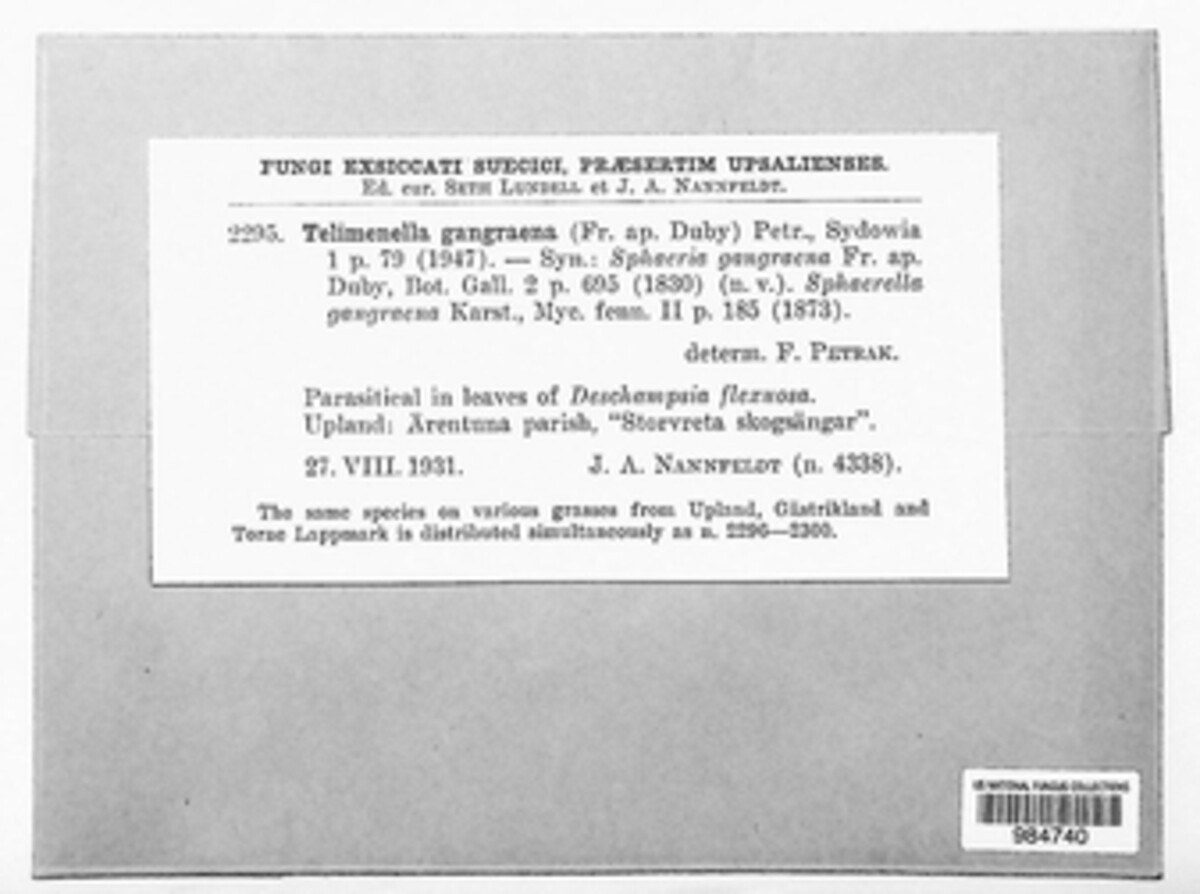 FUNGI EXSICCATI SUECICI, PRÆSERTIM UPSALIENSES.
Ed. cur. SETH LUNDELL et J. A. NANNFELDT.
2295. Telimenella gangraena (Fr. ap. Duby) Petr., Sydowia
1 p. 79 (1947). — Syn.: Sphaeria gangraena Fr. ap.
Duby, Bot. Gall. 2 p. 695 (1830) (n. v.). Sphaerella
gangraena Karst., Myc. fenn. II p. 185 (1873).
determ. F. PETRAK.
Parasitical in leaves of Deschampsia flexuosa.
Upland: Ärentuna parish, "Storvreta skogsängar".
27. VIII. 1931. J. A. NANNFELDT (n. 4338).
The same species on various grasses from Upland, Gästrikland and
Torne Lappmark is distributed simultaneously as n. 2296—2300.
US NATIONAL FUNGUS COLLECTIONS
984740